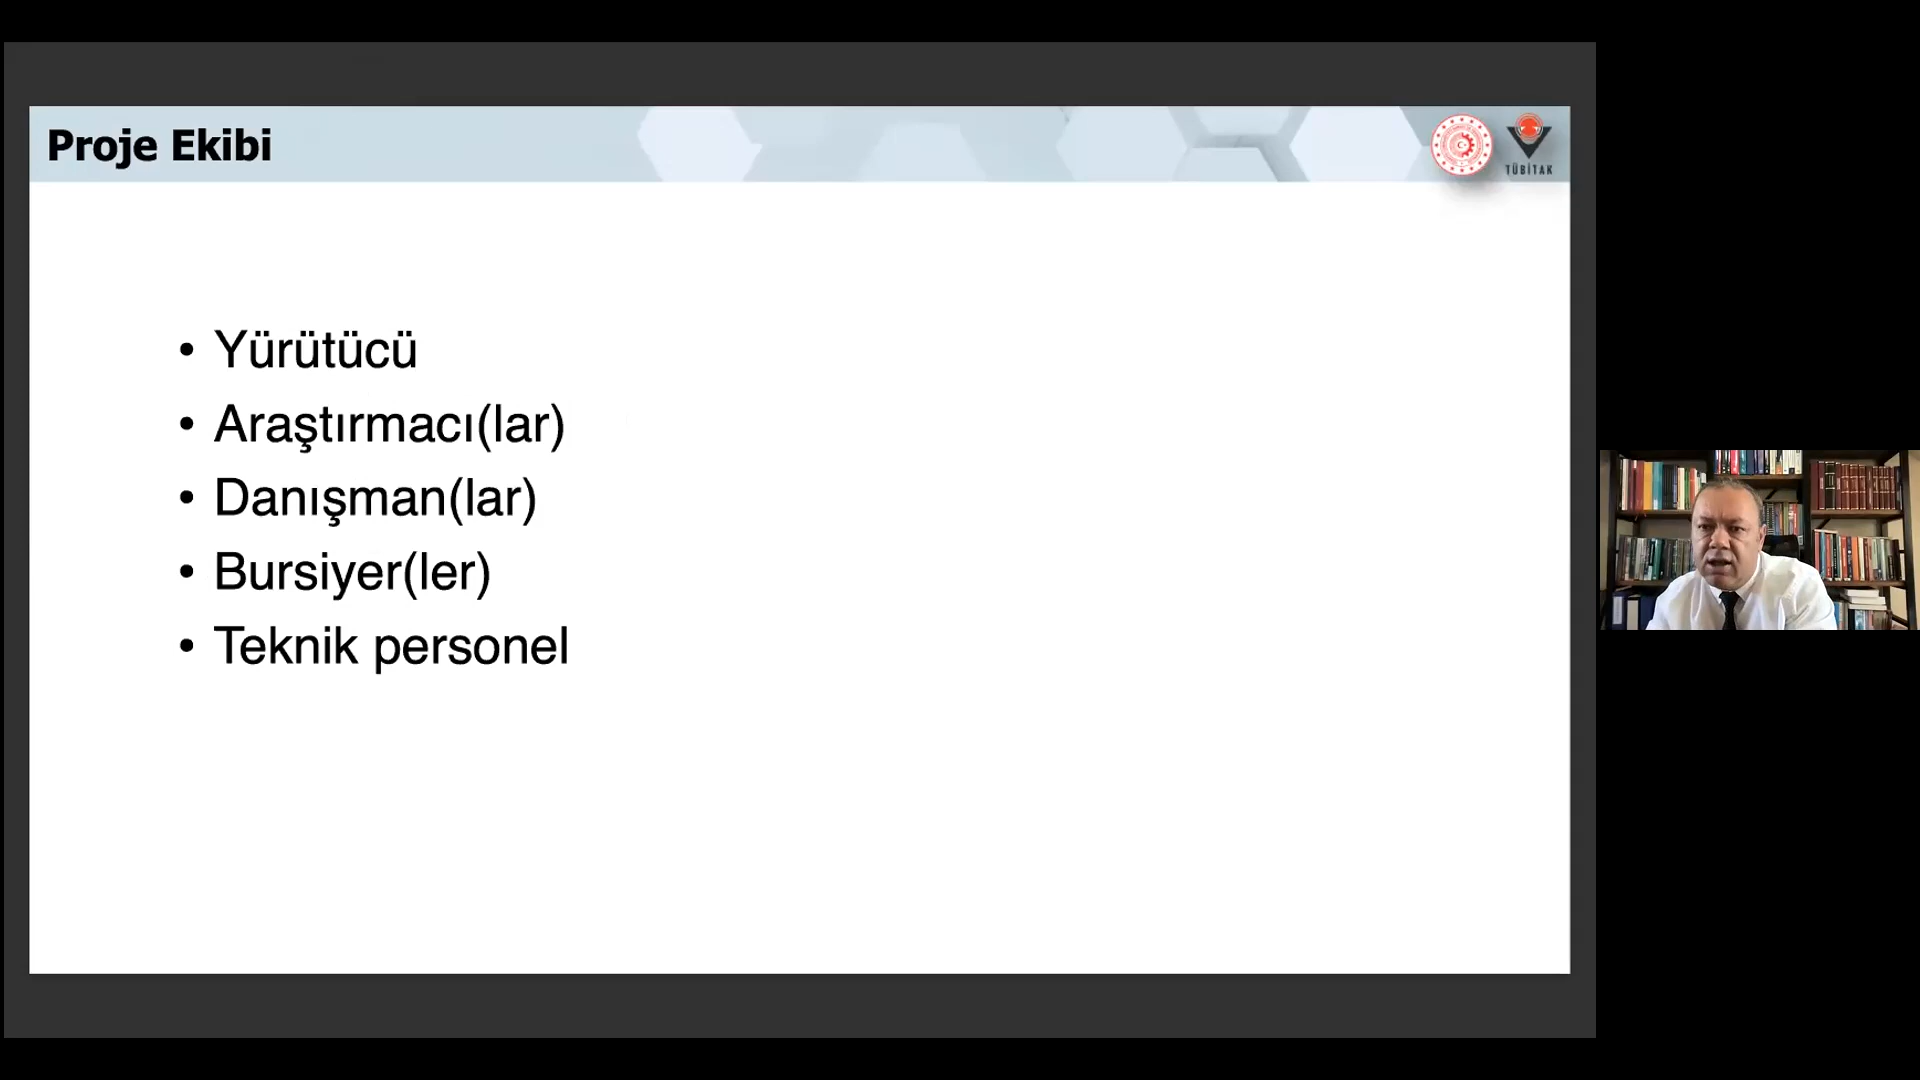 Proje Ekibi
TÜBİTAK
• Yürütücü
• Araştırmacı(lar)
• Danışman(lar)
• Bursiyer(ler)
• Teknik personel